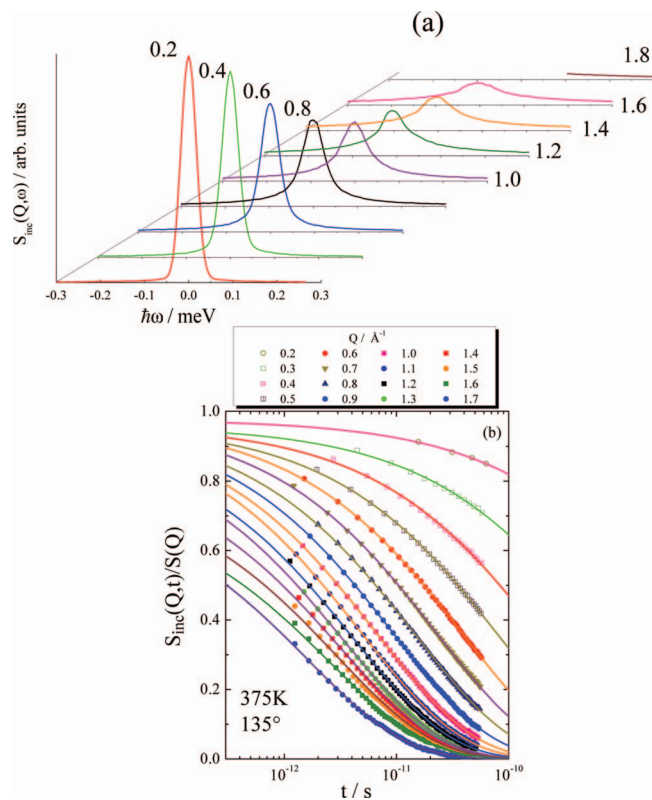 (a)
0.2
0.4
0.6
0.8
1.0
1.2
1.4
1.6
1.8
S_inc(Q,ω) / arb. units
-0.3 -0.2 -0.1 0.0 0.1 0.2 0.3
ħω / meV
Q / Å⁻¹
0.2 0.6 1.0 1.4
0.3 0.7 1.1 1.5
0.4 0.8 1.2 1.6
0.5 0.9 1.3 1.7
(b)
1.0
0.8
0.6
0.4
0.2
0.0
S_inc(Q,t)/S(Q)
375K
135°
10⁻¹² 10⁻¹¹ 10⁻¹⁰
t / s